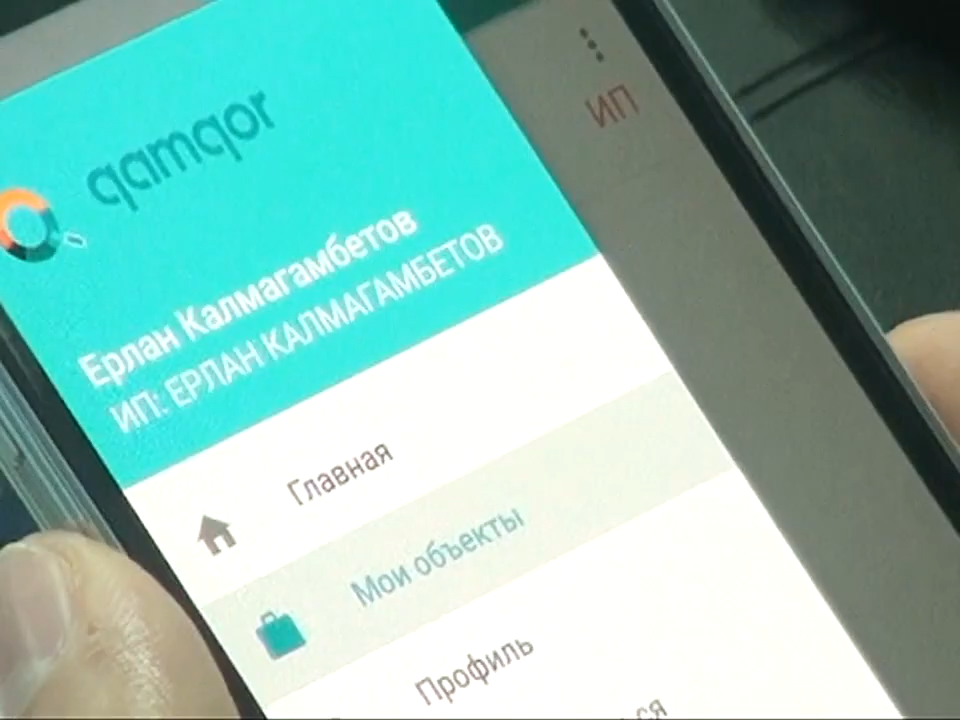 ИП
qamqor
Ерлан Калмагамбетов
ИП: ЕРЛАН КАЛМАГАМБЕТОВ
Главная
Мои объекты
Профиль